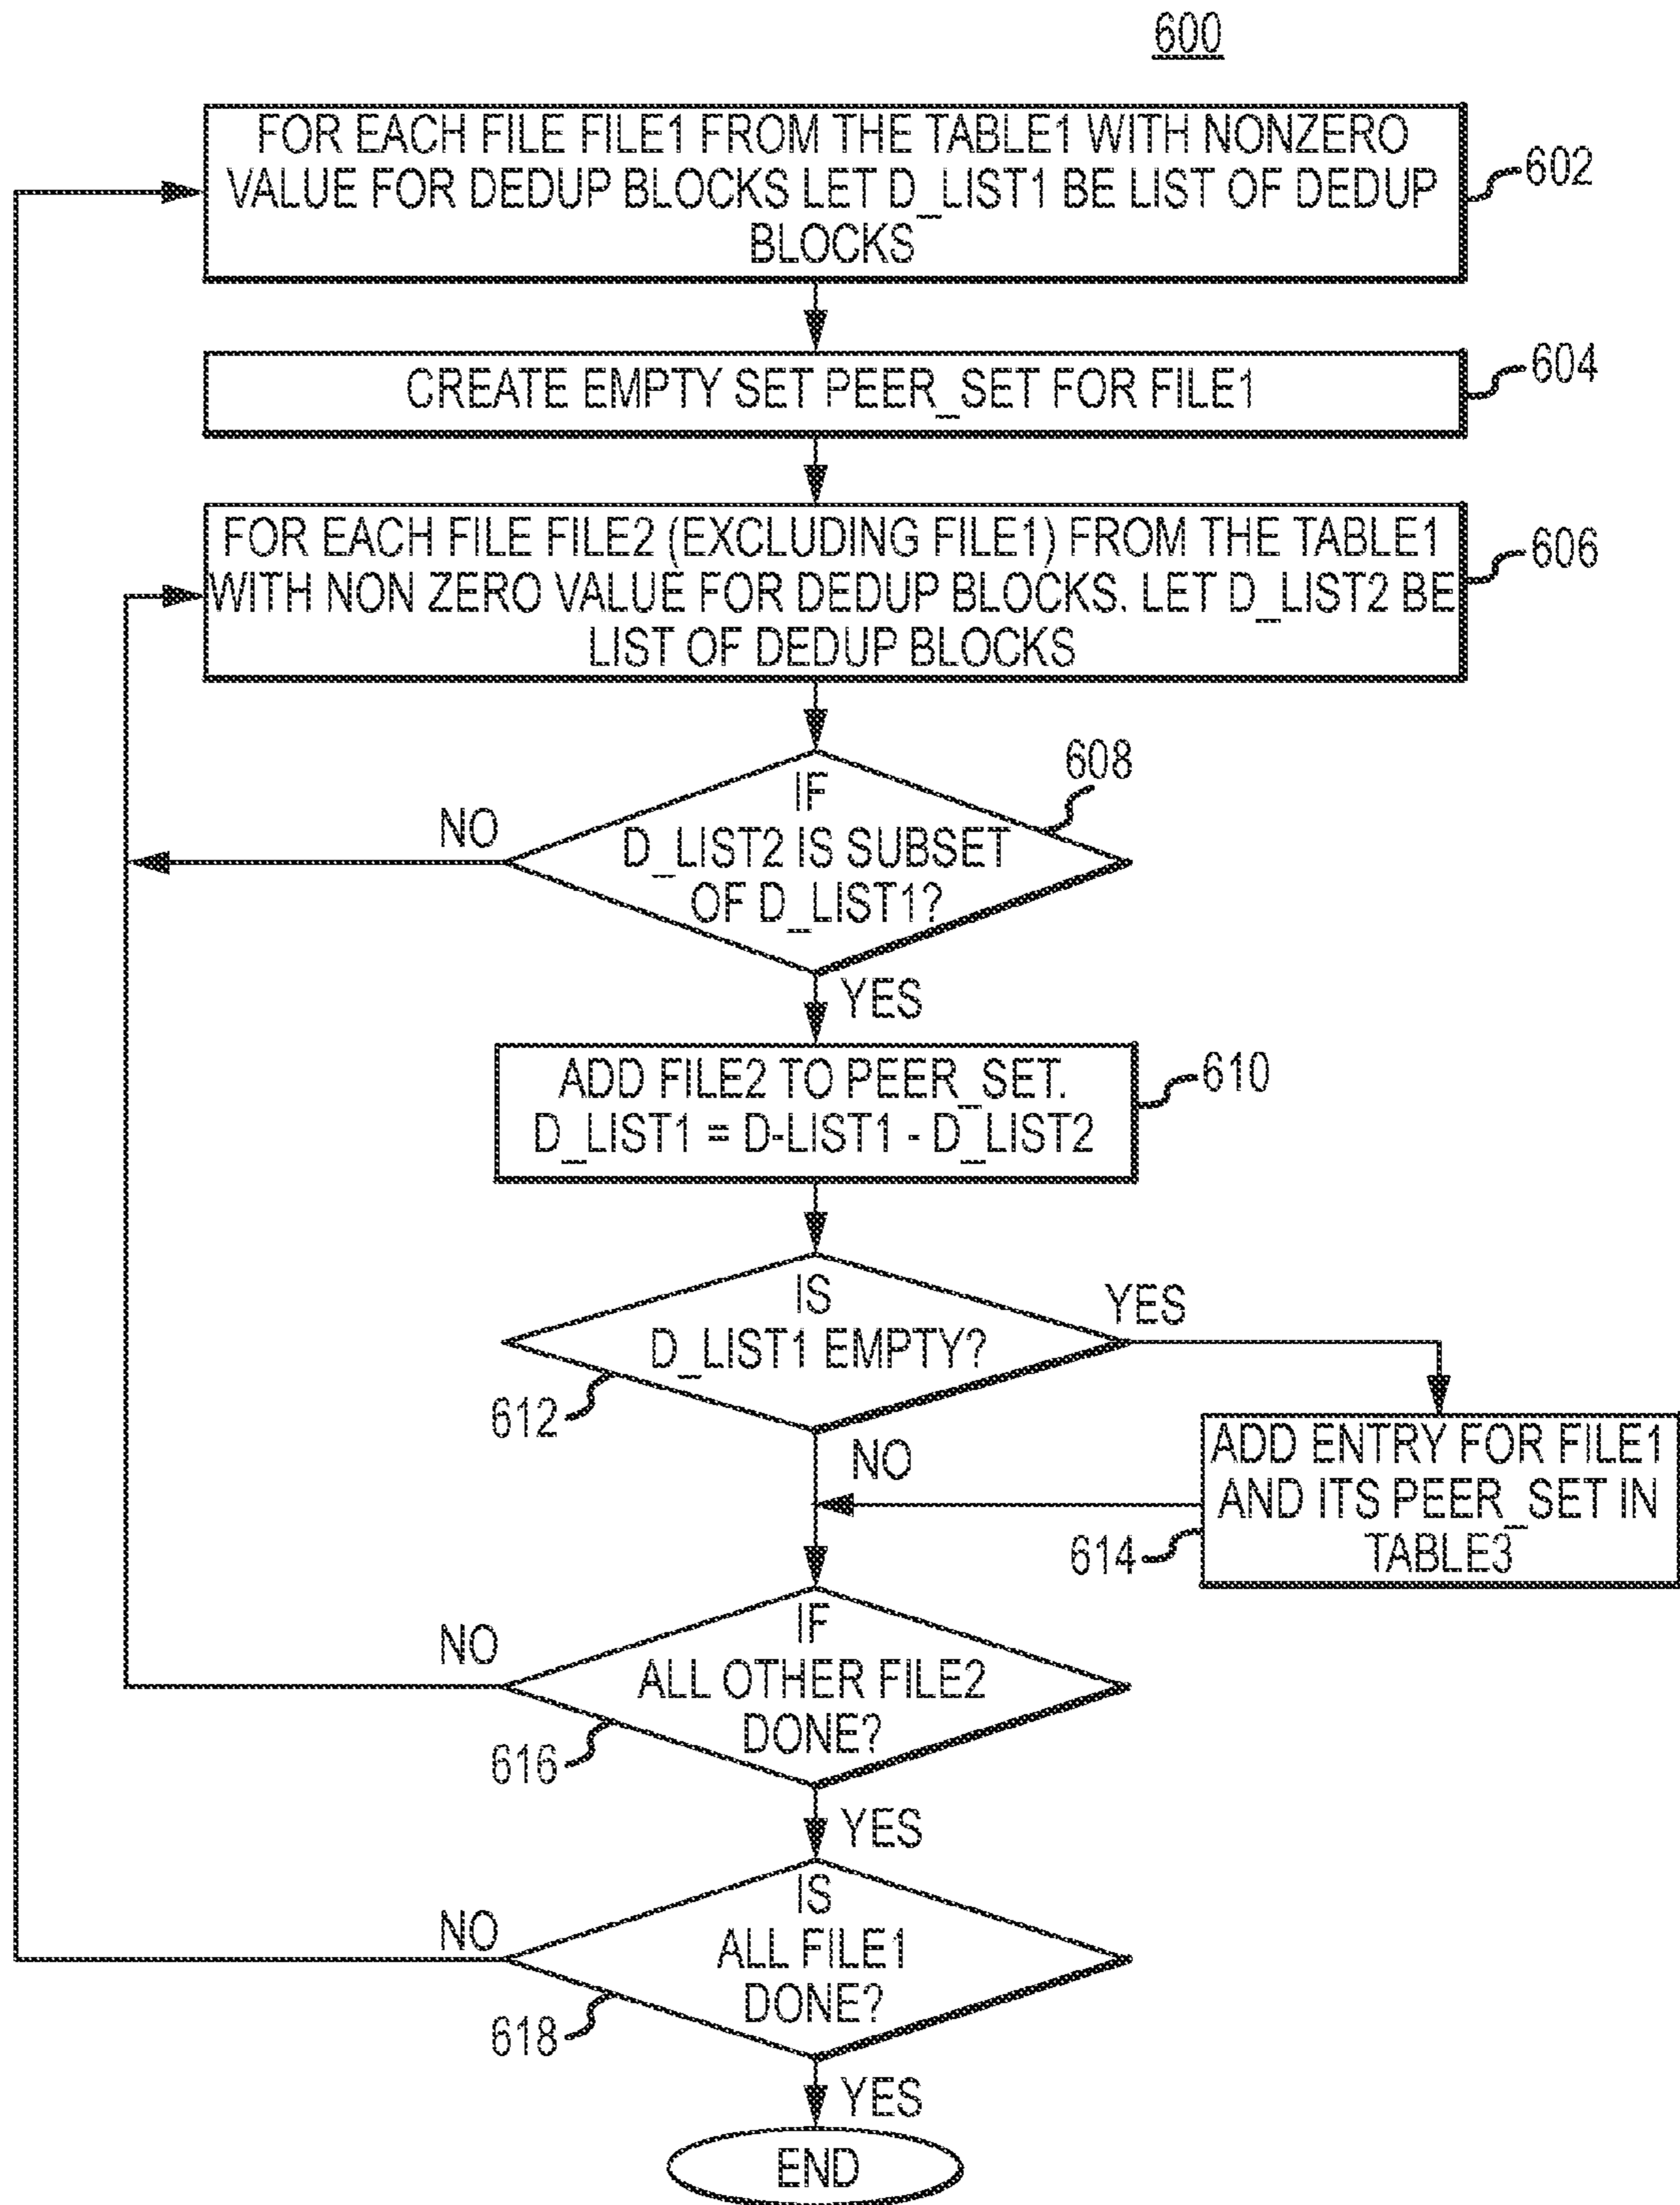 600
FOR EACH FILE FILE1 FROM THE TABLE1 WITH NONZERO
VALUE FOR DEDUP BLOCKS LET D_LIST1 BE LIST OF DEDUP
BLOCKS
602
CREATE EMPTY SET PEER_SET FOR FILE1
604
FOR EACH FILE FILE2 (EXCLUDING FILE1) FROM THE TABLE1
WITH NON ZERO VALUE FOR DEDUP BLOCKS. LET D_LIST2 BE
LIST OF DEDUP BLOCKS
606
IF
D_LIST2 IS SUBSET
OF D_LIST1?
608
NO
YES
ADD FILE2 TO PEER_SET.
D_LIST1 = D-LIST1 - D_LIST2
610
IS
D_LIST1 EMPTY?
YES
612
NO
ADD ENTRY FOR FILE1
AND ITS PEER_SET IN
TABLE3
614
IF
ALL OTHER FILE2
DONE?
NO
616
YES
IS
ALL FILE1
DONE?
NO
618
YES
END